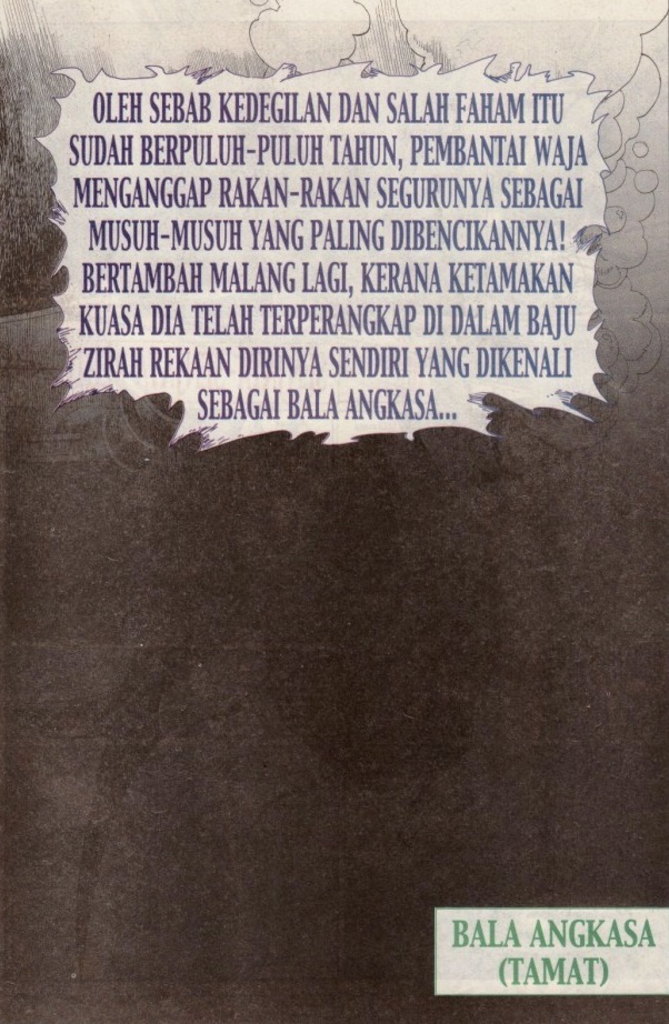 OLEH SEBAB KEDEGILAN DAN SALAH FAHAM ITU
SUDAH BERPULUH-PULUH TAHUN, PEMBANTAI WAJA
MENGANGGAP RAKAN-RAKAN SEGURUNYA SEBAGAI
MUSUH-MUSUH YANG PALING DIBENCIKANNYA!
BERTAMBAH MALANG LAGI, KERANA KETAMAKAN
KUASA DIA TELAH TERPERANGKAP DI DALAM BAJU
ZIRAH REKAAN DIRINYA SENDIRI YANG DIKENALI
SEBAGAI BALA ANGKASA...
BALA ANGKASA
(TAMAT)